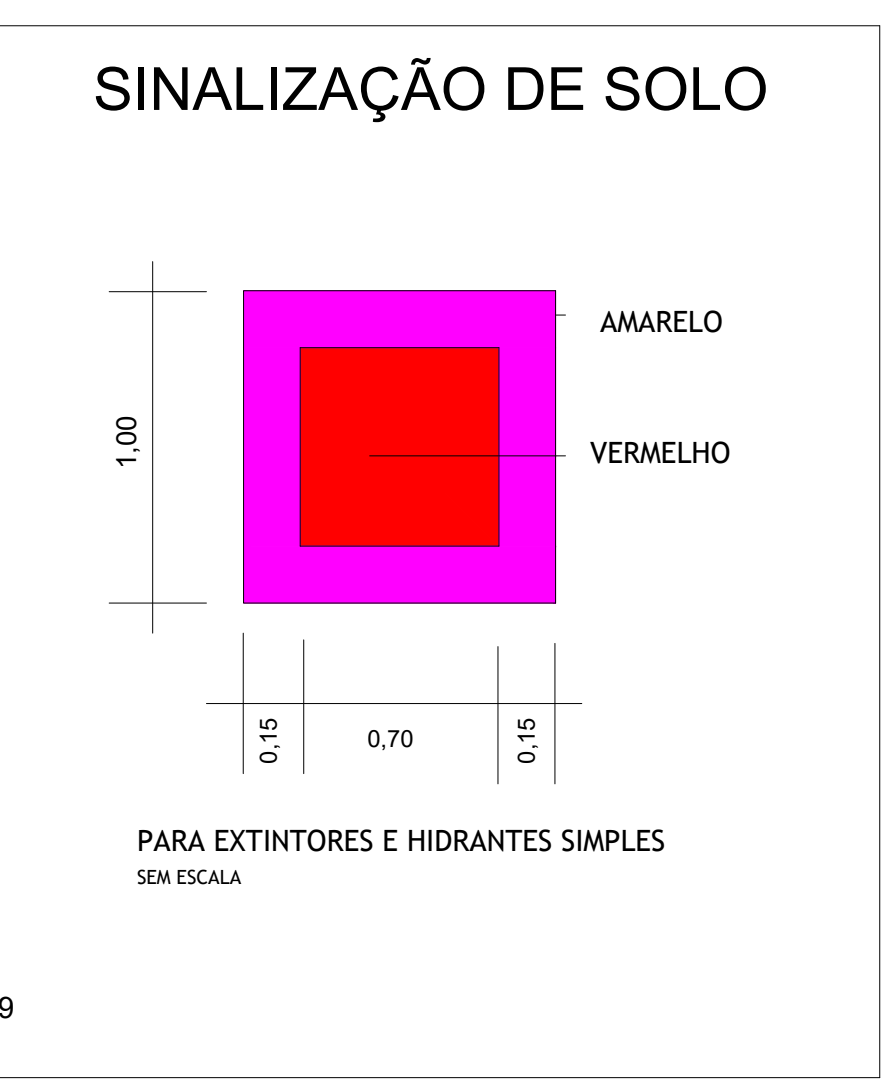 SINALIZAÇÃO DE SOLO
AMARELO
VERMELHO
1,00
0,15
0,70
0,15
PARA EXTINTORES E HIDRANTES SIMPLES
SEM ESCALA
9